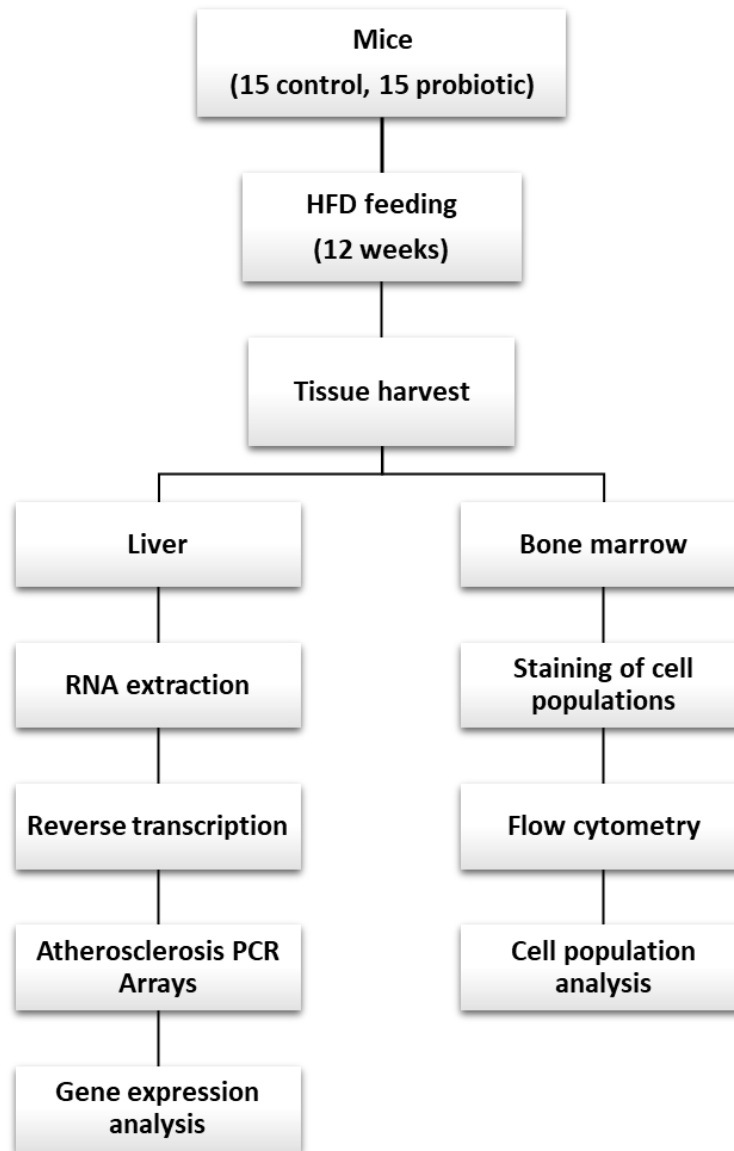 Mice
(15 control, 15 probiotic)
HFD feeding
(12 weeks)
Tissue harvest
Liver
RNA extraction
Reverse transcription
Atherosclerosis PCR
Arrays
Gene expression
analysis
Bone marrow
Staining of cell
populations
Flow cytometry
Cell population
analysis